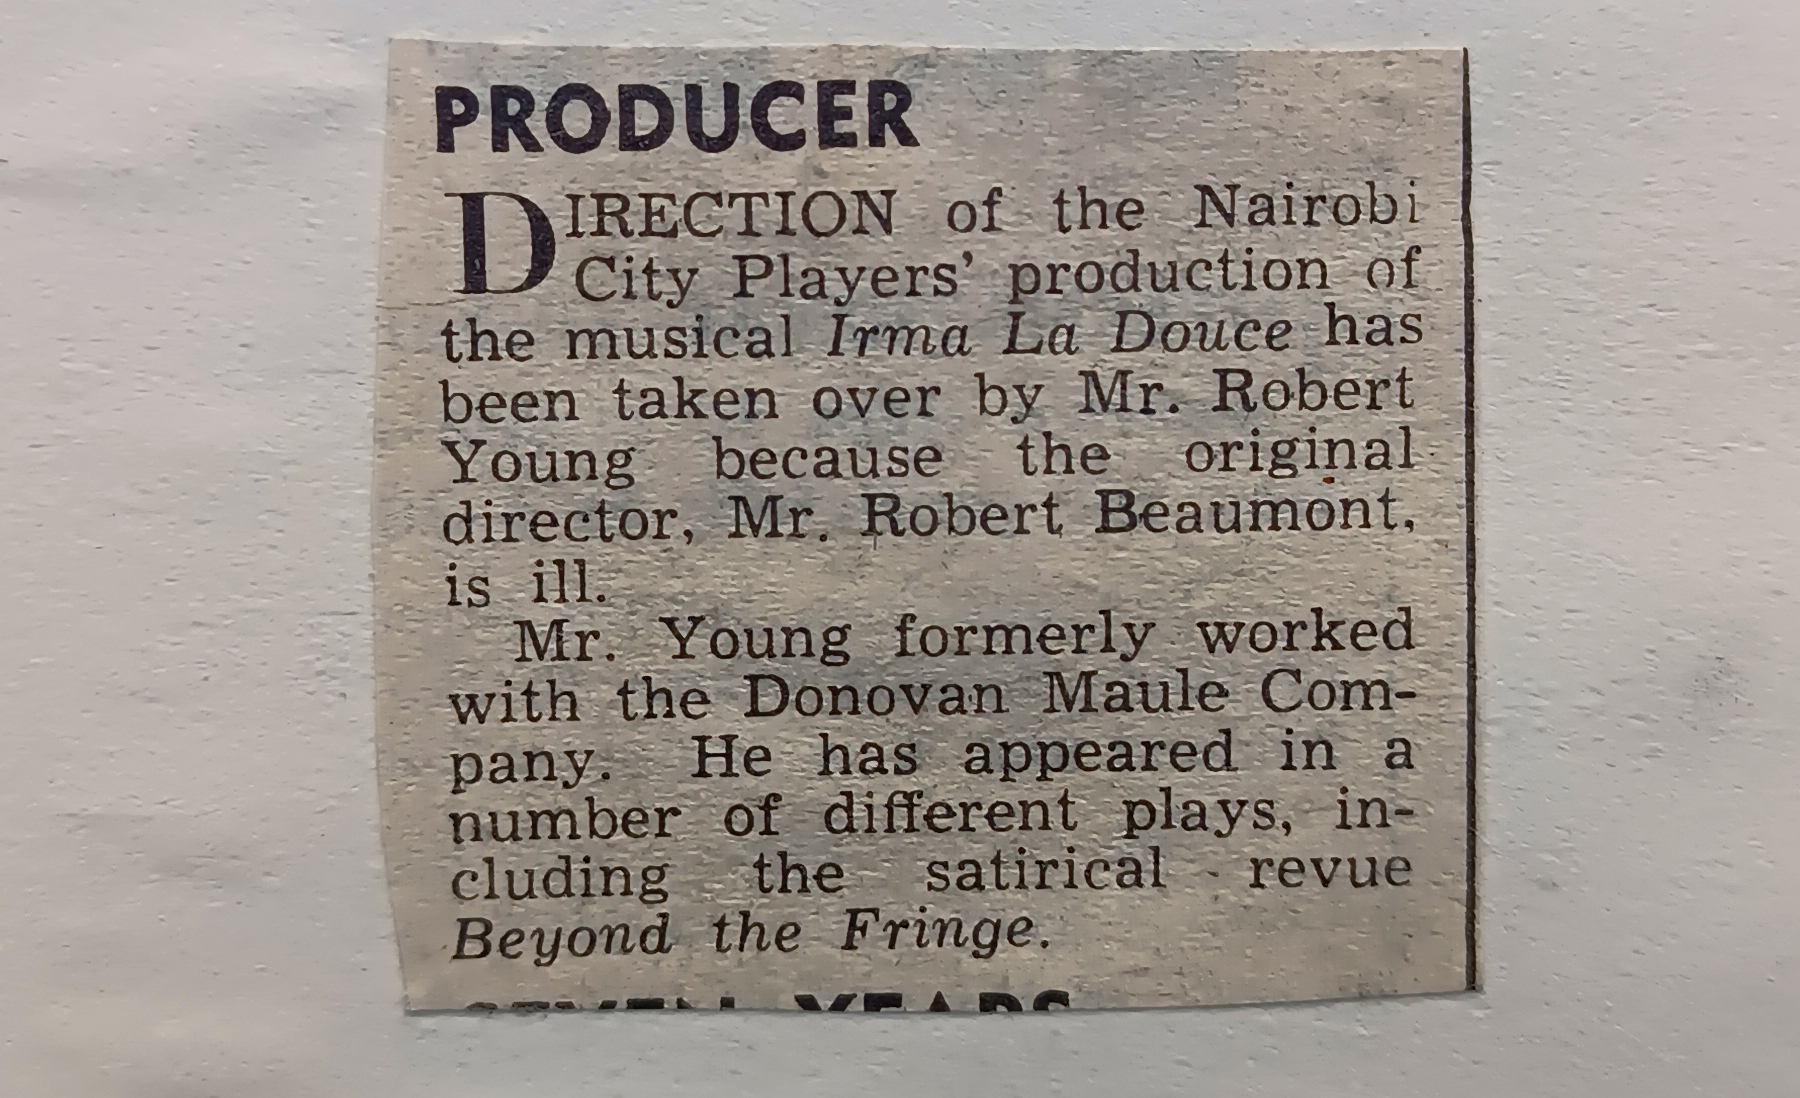 PRODUCER
DIRECTION of the Nairobi
City Players' production of
the musical Irma La Douce has
been taken over by Mr. Robert
Young because the original
director, Mr. Robert Beaumont,
is ill.
Mr. Young formerly worked
with the Donovan Maule Com-
pany. He has appeared in a
number of different plays, in-
cluding the satirical revue
Beyond the Fringe.
SEVEN YEARS